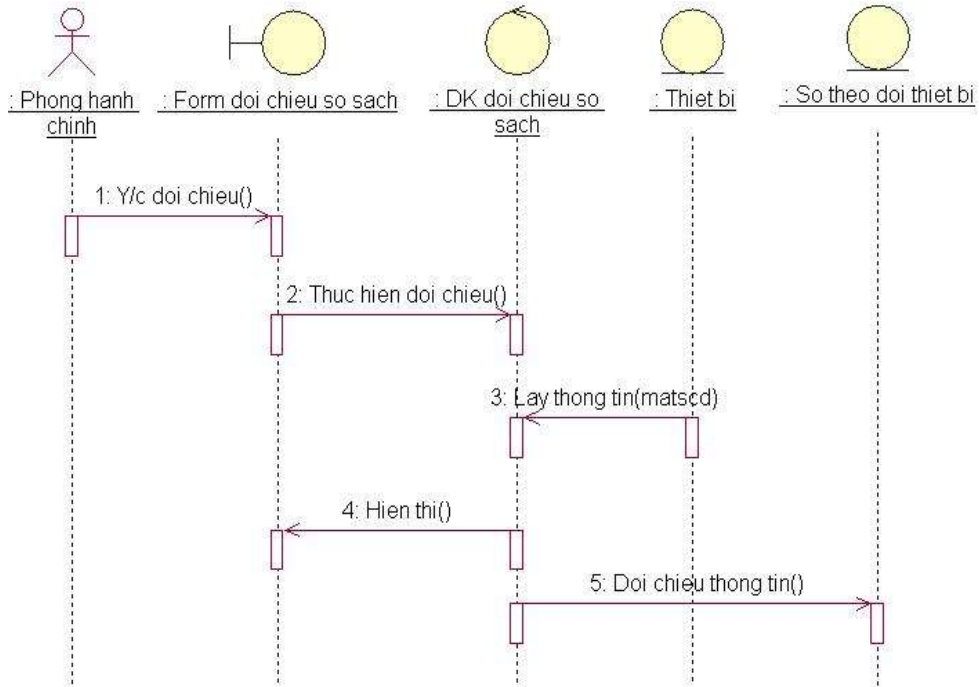 : Phong hanh
chinh
: Form doi chieu so sach
: DK doi chieu so
sach
: Thiet bi
: So theo doi thiet bi
1: Y/c doi chieu()
2: Thuc hien doi chieu()
3: Lay thong tin(matscd)
4: Hien thi()
5: Doi chieu thong tin()